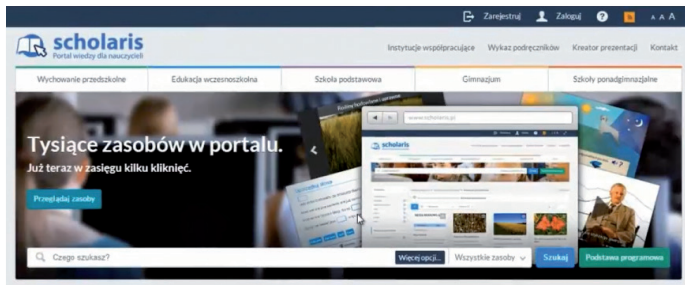 Zarejestruj Zaloguj ? A A A
scholaris
Portal wiedzy dla nauczycieli
Instytucje współpracujące Wykaz podręczników Kreator prezentacji Kontakt
Wychowanie przedszkolne Edukacja wczesnoszkolna Szkoła podstawowa Gimnazjum Szkoły ponadgimnazjalne
www.scholaris.pl
scholaris
Tysiące zasobów w portalu.
Już teraz w zasięgu kilku kliknięć.
Przeglądaj zasoby
Czego szukasz? Więcej opcji... Wszystkie zasoby Szukaj Podstawa programowa